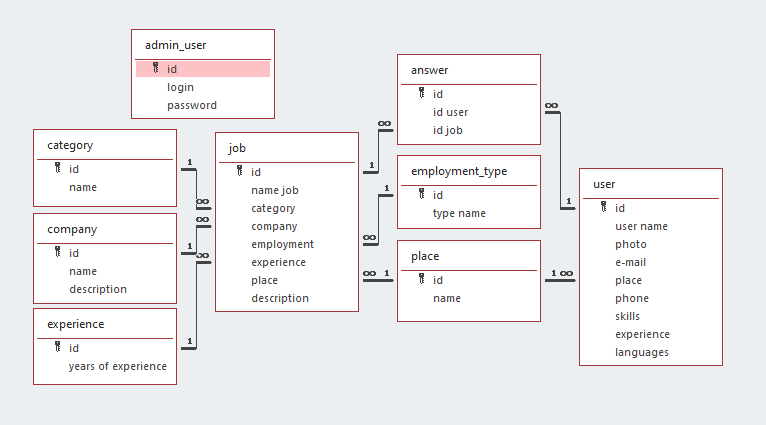 admin_user
id
login
password
category
id
name
company
id
name
description
experience
id
years of experience
job
id
name job
category
company
employment
experience
place
description
answer
id
id user
id job
employment_type
id
type name
place
id
name
user
id
user name
photo
e-mail
place
phone
skills
experience
languages
1
∞
1
∞
1
∞
1
∞
1
∞
∞
1
1
∞
∞
1